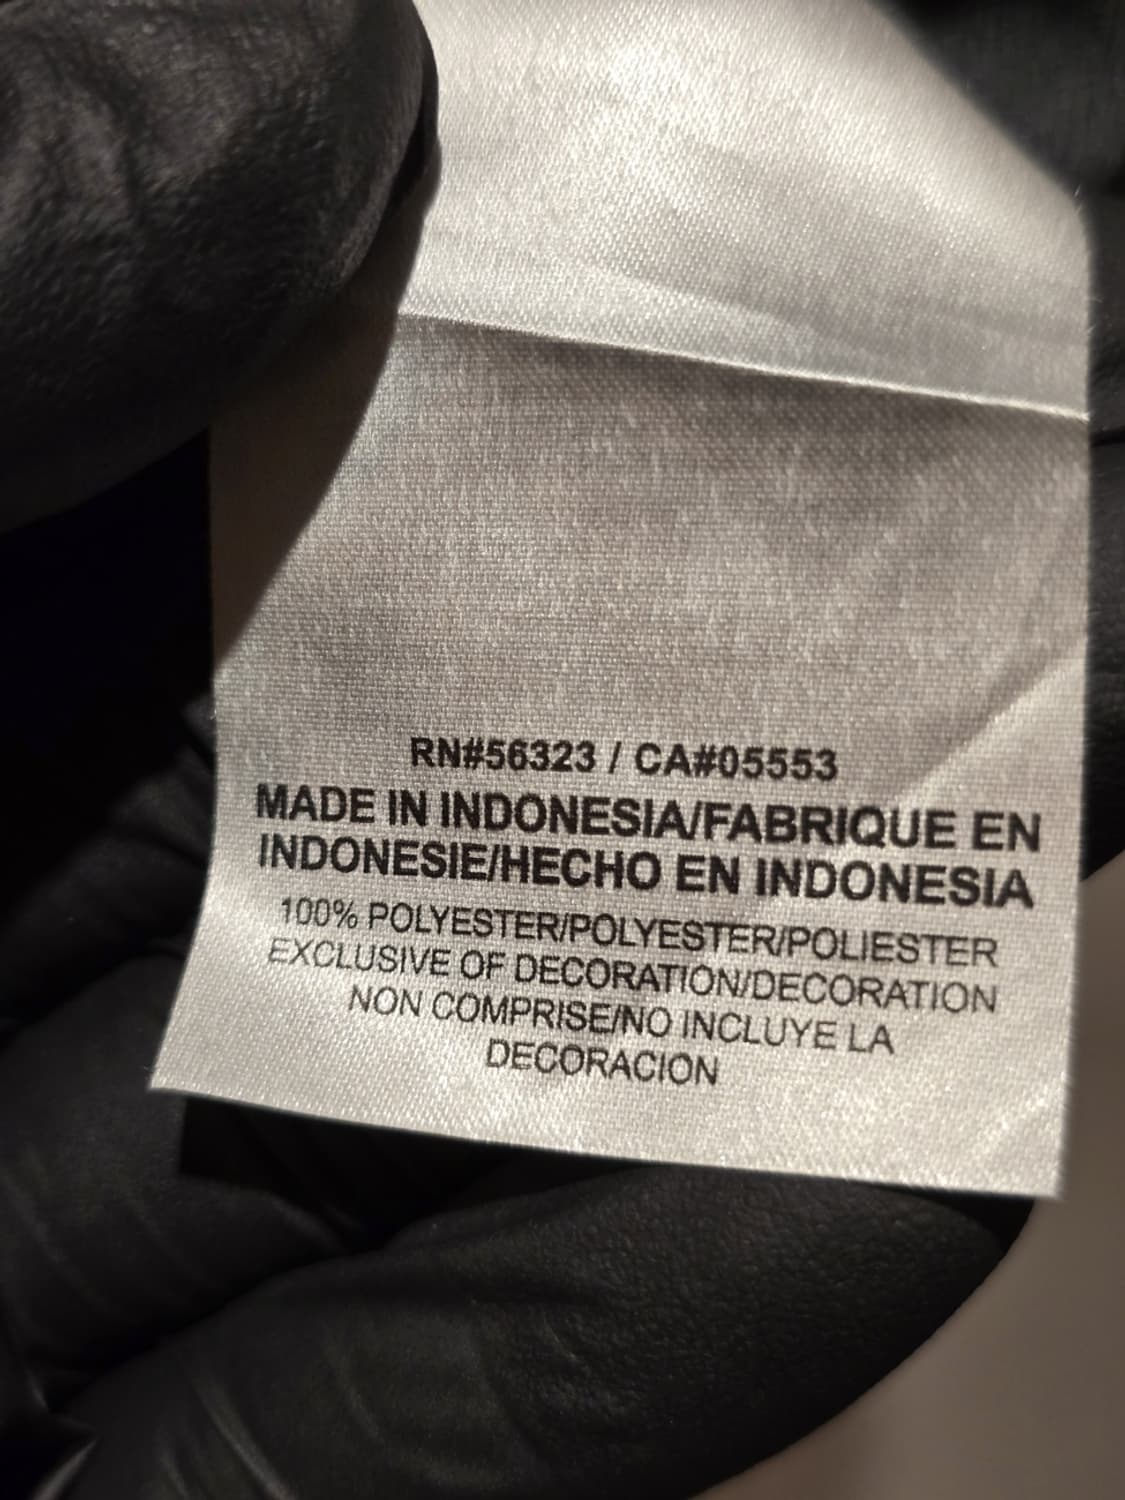 RN#56323 / CA#05553
MADE IN INDONESIA/FABRIQUE EN
INDONESIE/HECHO EN INDONESIA
100% POLYESTER/POLYESTER/POLIESTER
EXCLUSIVE OF DECORATION/DECORATION
NON COMPRISE/NO INCLUYE LA
DECORACION